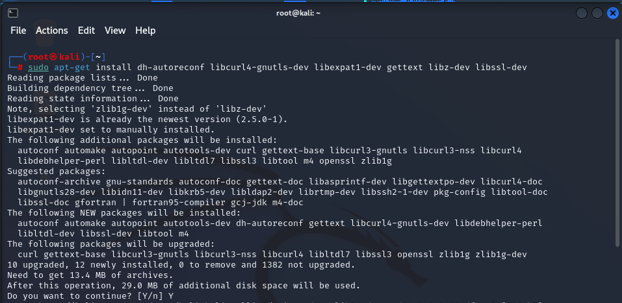 root@kali: ~
File Actions Edit View Help
┌──(root㉿kali)-[~]
└─# sudo apt-get install dh-autoreconf libcurl4-gnutls-dev libexpat1-dev gettext libz-dev libssl-dev
Reading package lists... Done
Building dependency tree... Done
Reading state information... Done
Note, selecting 'zlib1g-dev' instead of 'libz-dev'
libexpat1-dev is already the newest version (2.5.0-1).
libexpat1-dev set to manually installed.
The following additional packages will be installed:
autoconf automake autopoint autotools-dev curl gettext-base libcurl3-gnutls libcurl3-nss libcurl4
libdebhelper-perl libltdl-dev libltdl7 libssl3 libtool m4 openssl zlib1g
Suggested packages:
autoconf-archive gnu-standards autoconf-doc gettext-doc libasprintf-dev libgettextpo-dev libcurl4-doc
libgnutls28-dev libidn11-dev libkrb5-dev libldap2-dev librtmp-dev libssh2-1-dev pkg-config libtool-doc
libssl-doc gfortran | fortran95-compiler gcj-jdk m4-doc
The following NEW packages will be installed:
autoconf automake autopoint autotools-dev dh-autoreconf gettext libcurl4-gnutls-dev libdebhelper-perl
libltdl-dev libssl-dev libtool m4
The following packages will be upgraded:
curl gettext-base libcurl3-gnutls libcurl3-nss libcurl4 libltdl7 libssl3 openssl zlib1g zlib1g-dev
10 upgraded, 12 newly installed, 0 to remove and 1382 not upgraded.
Need to get 13.4 MB of archives.
After this operation, 29.0 MB of additional disk space will be used.
Do you want to continue? [Y/n] Y